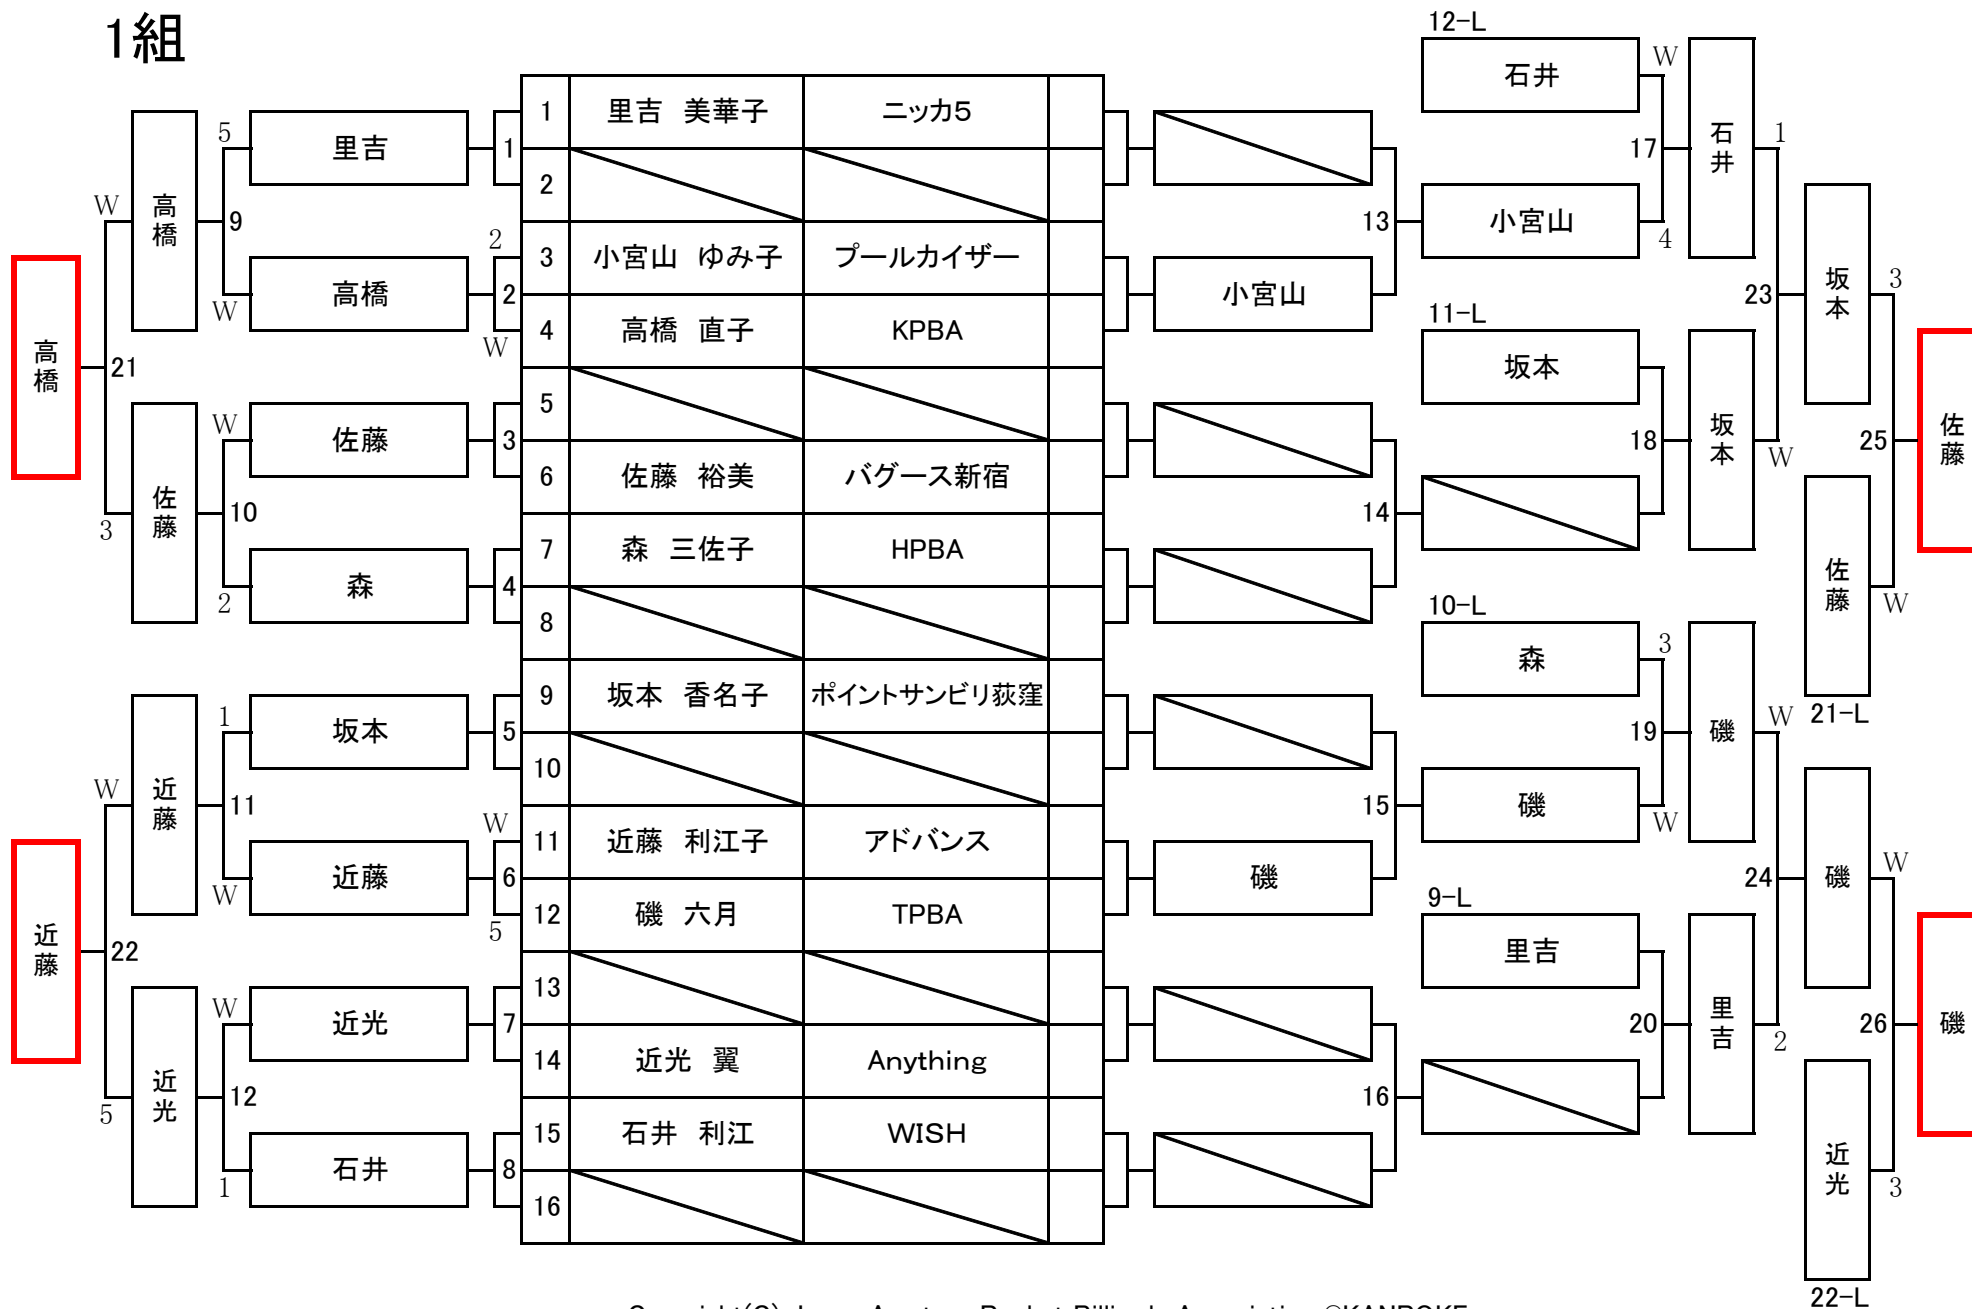 1組
12-L
石井
W
石井
1
17
小宮山
4
13
1
里吉 美華子
ニッカ5
5
里吉
1
2
高橋
W
9
2
3
小宮山 ゆみ子
プールカイザー
高橋
W
2
小宮山
4
高橋 直子
KPBA
W
高橋
21
坂本
3
23
11-L
坂本
坂本
18
W
25
佐藤
5
W
佐藤
3
6
佐藤 裕美
バグース新宿
佐藤
3
10
14
7
森 三佐子
HPBA
森
2
4
8
佐藤
W
21-L
10-L
森
3
磯
W
19
9
坂本 香名子
ポイントサンビリ荻窪
1
坂本
5
10
近藤
W
11
15
磯
W
W
11
近藤 利江子
アドバンス
近藤
W
6
磯
12
磯 六月
TPBA
5
近藤
22
24
磯
W
9-L
里吉
里吉
20
2
26
磯
13
W
近光
7
14
近光 翼
Anything
近光
5
12
16
15
石井 利江
WISH
石井
1
8
16
近光
3
22-L